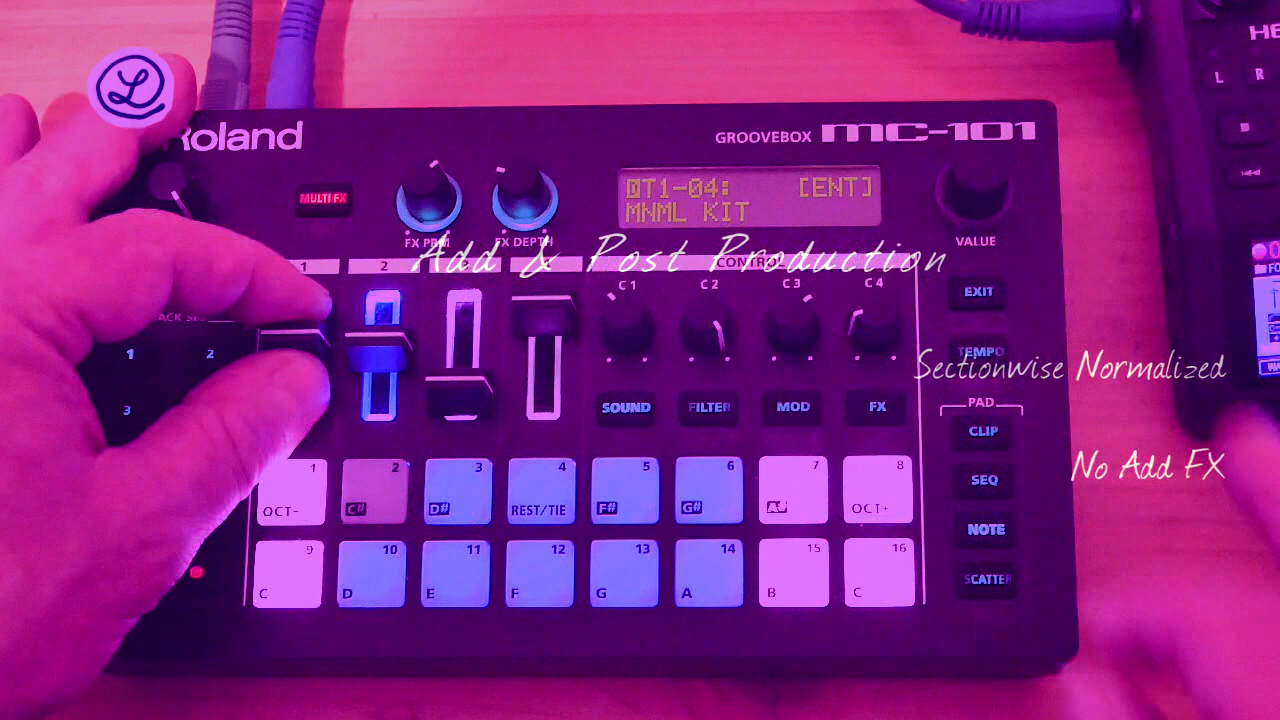 HE
L R
Roland
GROOVEBOX MC-101
MULTI FX
DT1-04: [ENT]
MNML KIT
FX DEPTH
VALUE
Add & Post Production
1 2
CONTROL
C1 C2 C3 C4
EXIT
1 2
TEMPO
Sectionwise Normalized
3
SOUND FILTER MOD FX
PAD
CLIP
No Add FX
1 2 3 4 5 6 7 8
OCT- C# D# REST/TIE F# G# A# OCT+
SEQ
NOTE
9 10 11 12 13 14 15 16
C D E F G A B C
SCATTER